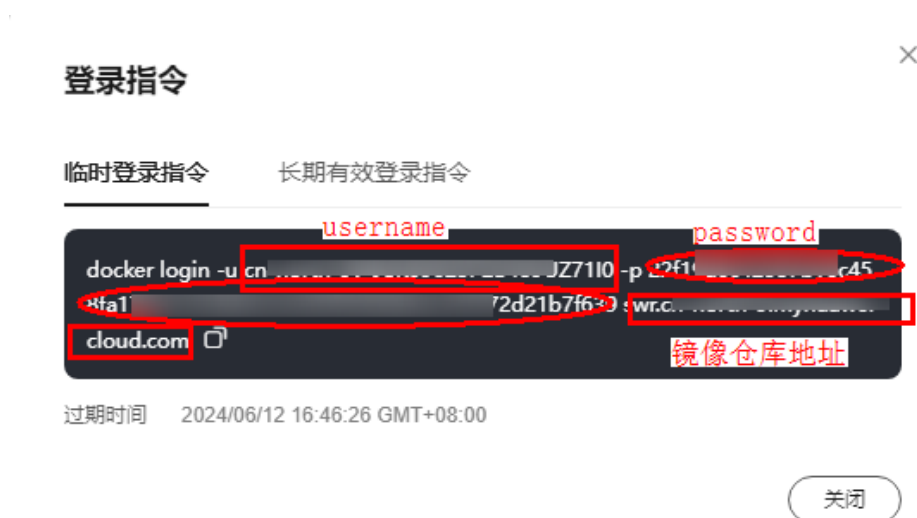 登录指令
临时登录指令 长期有效登录指令
username password
docker login -u cn JZ71I0 -p c45
8fa1 72d21b7f639
cloud.com
镜像仓库地址
过期时间 2024/06/12 16:46:26 GMT+08:00
关闭